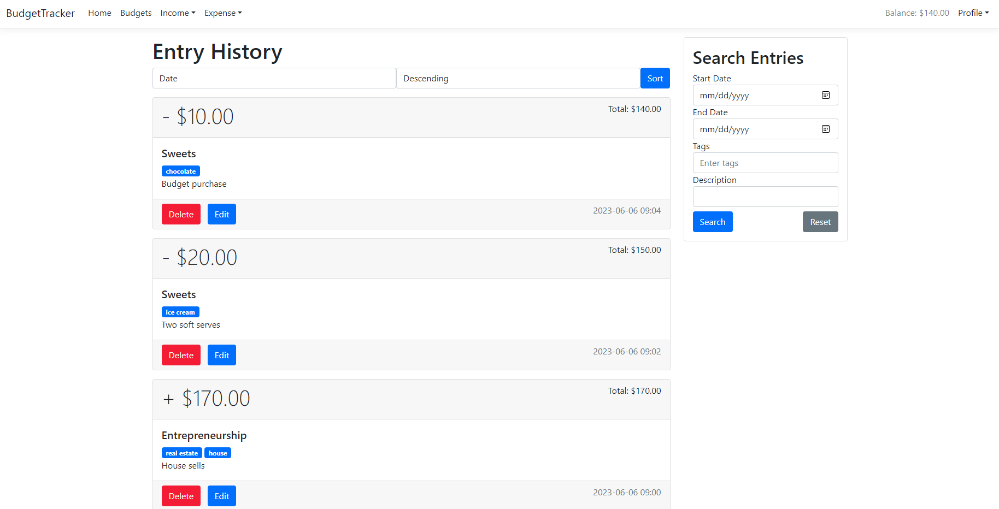 BudgetTracker Home Budgets Income Expense Balance: $140.00 Profile
Entry History
Date Descending Sort
- $10.00 Total: $140.00
Sweets
chocolate
Budget purchase
Delete Edit 2023-06-06 09:04
- $20.00 Total: $150.00
Sweets
ice cream
Two soft serves
Delete Edit 2023-06-06 09:02
+ $170.00 Total: $170.00
Entrepreneurship
real estate house
House sells
Delete Edit 2023-06-06 09:00
Search Entries
Start Date
mm/dd/yyyy
End Date
mm/dd/yyyy
Tags
Enter tags
Description
Search Reset